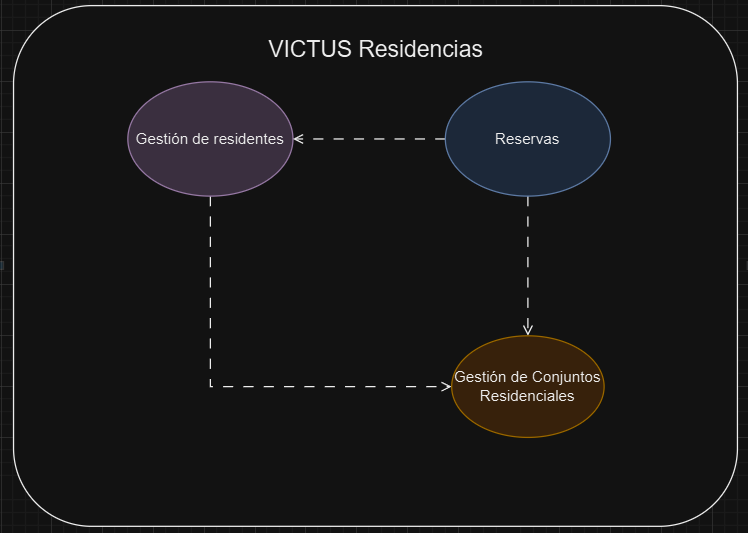 VICTUS Residencias
Gestión de residentes
Reservas
Gestión de Conjuntos
Residenciales